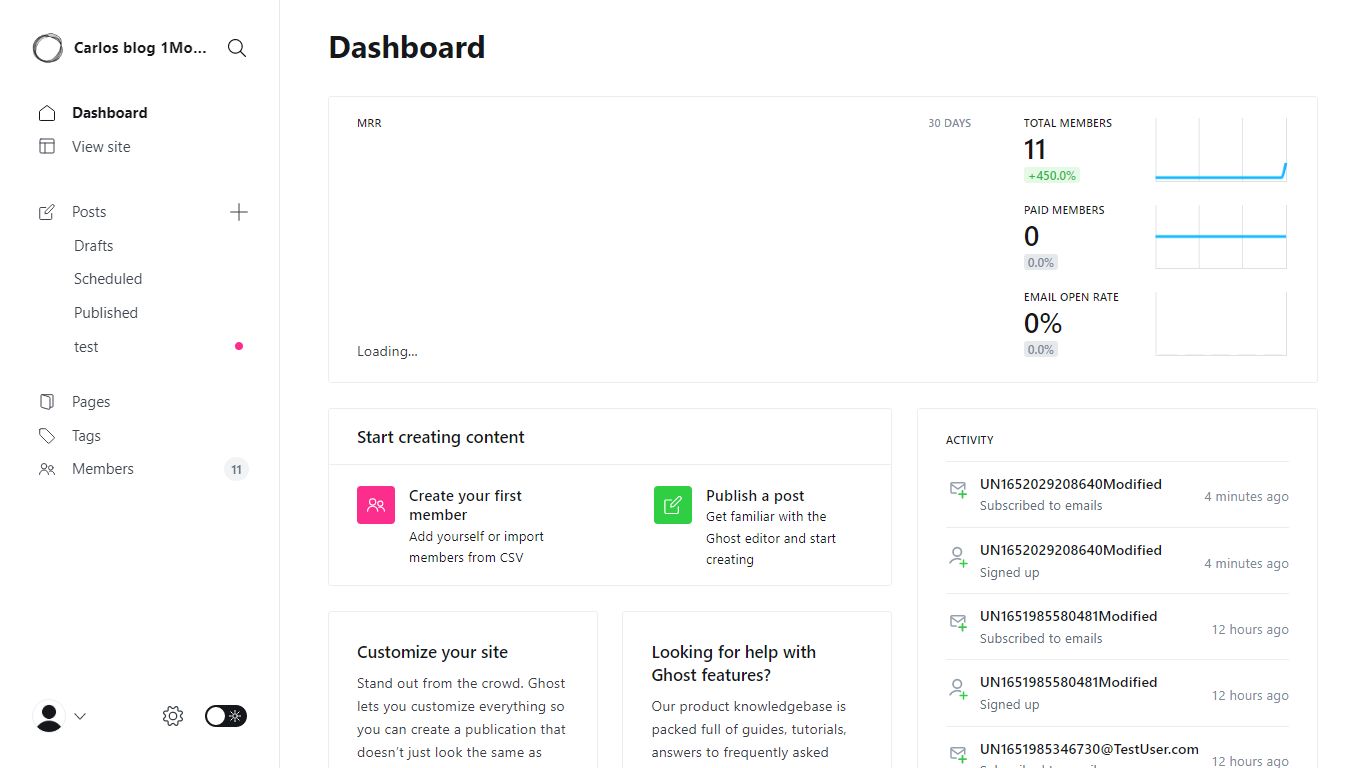 Carlos blog 1Mo...
Dashboard
View site
Posts
Drafts
Scheduled
Published
test
Pages
Tags
Members
11
Dashboard
MRR
30 DAYS
Loading...
TOTAL MEMBERS
11
+450.0%
PAID MEMBERS
0
0.0%
EMAIL OPEN RATE
0%
0.0%
Start creating content
Create your first
member
Add yourself or import
members from CSV
Publish a post
Get familiar with the
Ghost editor and start
creating
Customize your site
Stand out from the crowd. Ghost
lets you customize everything so
you can create a publication that
doesn't just look the same as
Looking for help with
Ghost features?
Our product knowledgebase is
packed full of guides, tutorials,
answers to frequently asked
ACTIVITY
UN1652029208640Modified
Subscribed to emails
4 minutes ago
UN1652029208640Modified
Signed up
4 minutes ago
UN1651985580481Modified
Subscribed to emails
12 hours ago
UN1651985580481Modified
Signed up
12 hours ago
UN1651985346730@TestUser.com
12 hours ago